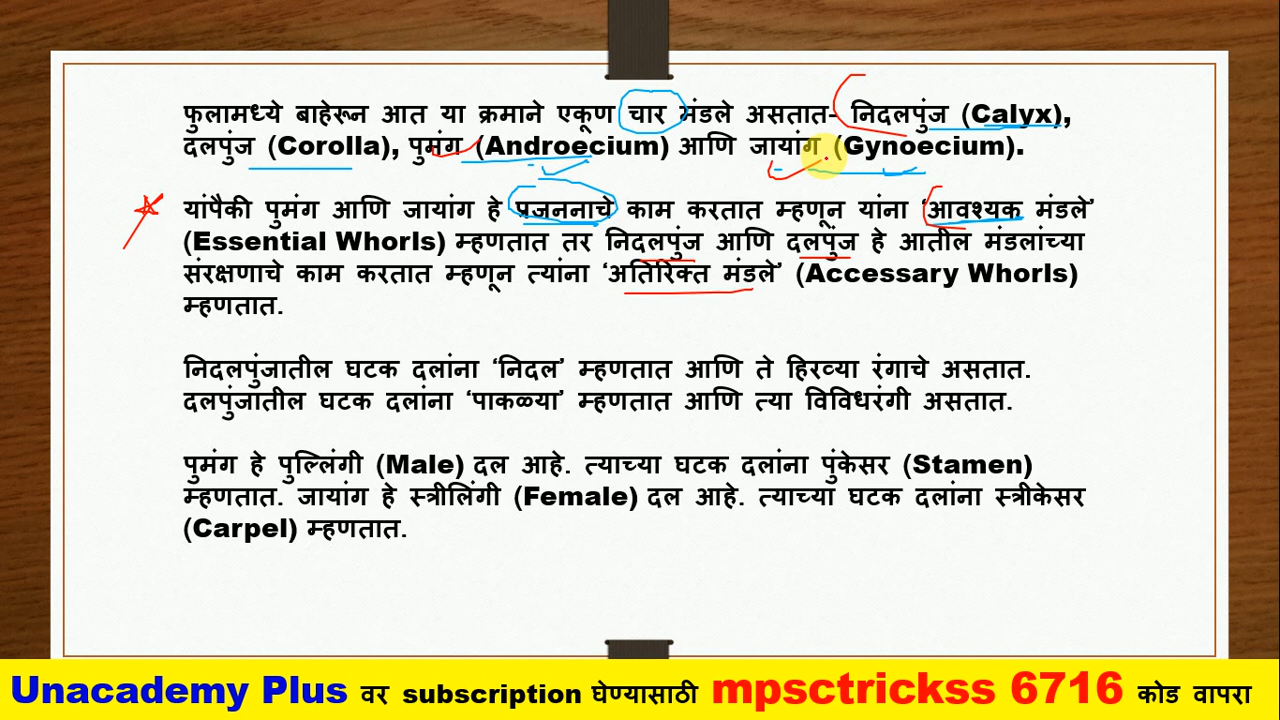 फुलामध्ये बाहेरून आत या क्रमाने एकूण चार मंडले असतात- निदलपुंज (Calyx),
दलपुंज (Corolla), पुमंग (Androecium) आणि जायांग (Gynoecium).
यांपैकी पुमंग आणि जायांग हे प्रजननाचे काम करतात म्हणून यांना ‘आवश्यक मंडले’
(Essential Whorls) म्हणतात तर निदलपुंज आणि दलपुंज हे आतील मंडलांच्या
संरक्षणाचे काम करतात म्हणून त्यांना ‘अतिरिक्त मंडले’ (Accessary Whorls)
म्हणतात.
निदलपुंजातील घटक दलांना ‘निदल’ म्हणतात आणि ते हिरव्या रंगाचे असतात.
दलपुंजातील घटक दलांना ‘पाकळ्या’ म्हणतात आणि त्या विविधरंगी असतात.
पुमंग हे पुल्लिंगी (Male) दल आहे. त्याच्या घटक दलांना पुंकेसर (Stamen)
म्हणतात. जायांग हे स्त्रीलिंगी (Female) दल आहे. त्याच्या घटक दलांना स्त्रीकेसर
(Carpel) म्हणतात.
Unacademy Plus वर subscription घेण्यासाठी mpsctrickss 6716 कोड वापरा